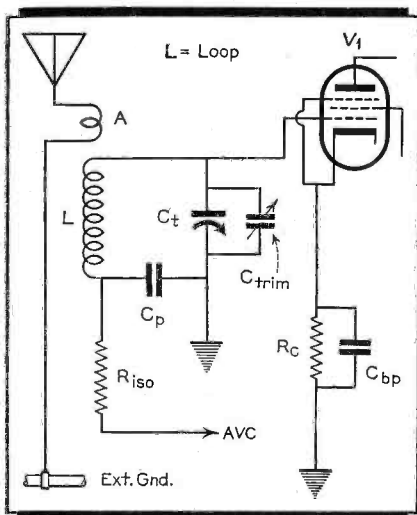 L = Loop
V1
A
L
Ct
Ctrim
Cp
Riso
Rc
Cbp
AVC
Ext. Gnd.